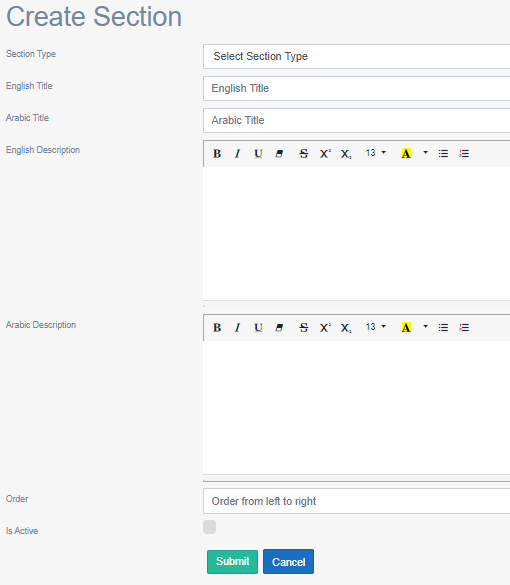 Create Section
Section Type
Select Section Type
English Title
English Title
Arabic Title
Arabic Title
English Description
B I U S X² X₂ 13 A
Arabic Description
B I U S X² X₂ 13 A
Order
Order from left to right
Is Active
Submit Cancel